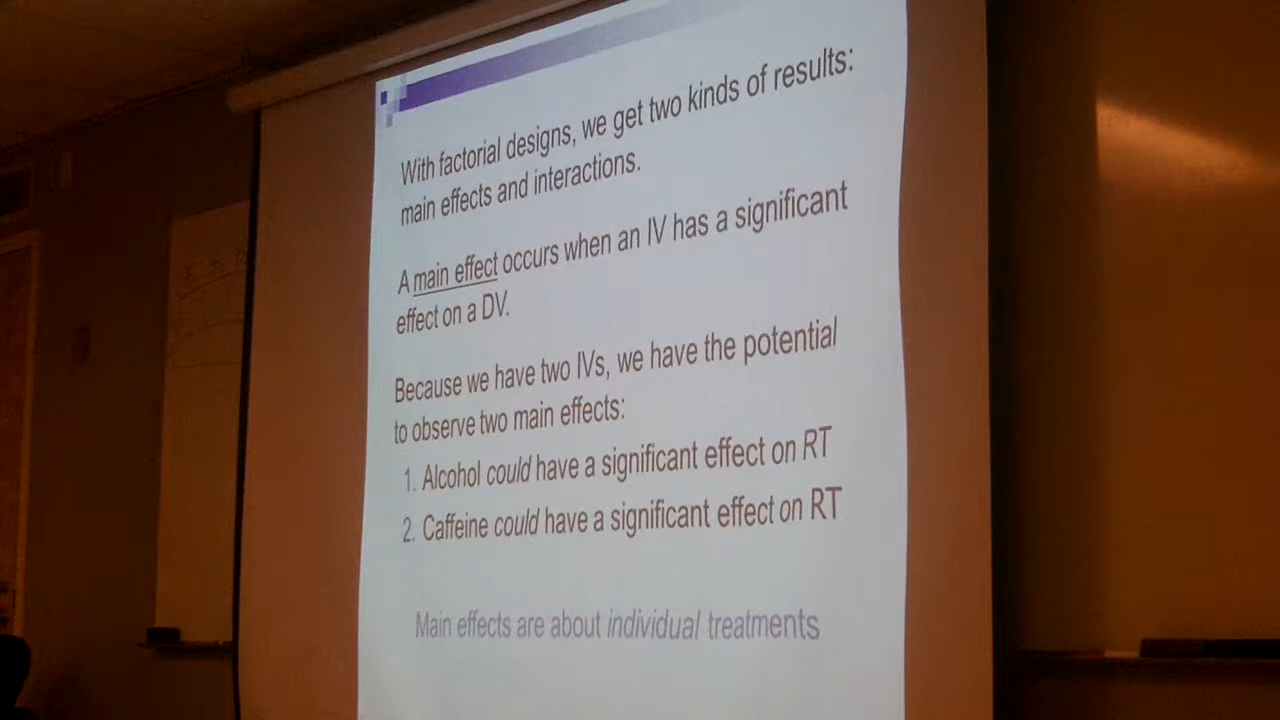 With factorial designs, we get two kinds of results:
main effects and interactions.
A main effect occurs when an IV has a significant
effect on a DV.
Because we have two IVs, we have the potential
to observe two main effects:
1. Alcohol could have a significant effect on RT
2. Caffeine could have a significant effect on RT
Main effects are about individual treatments